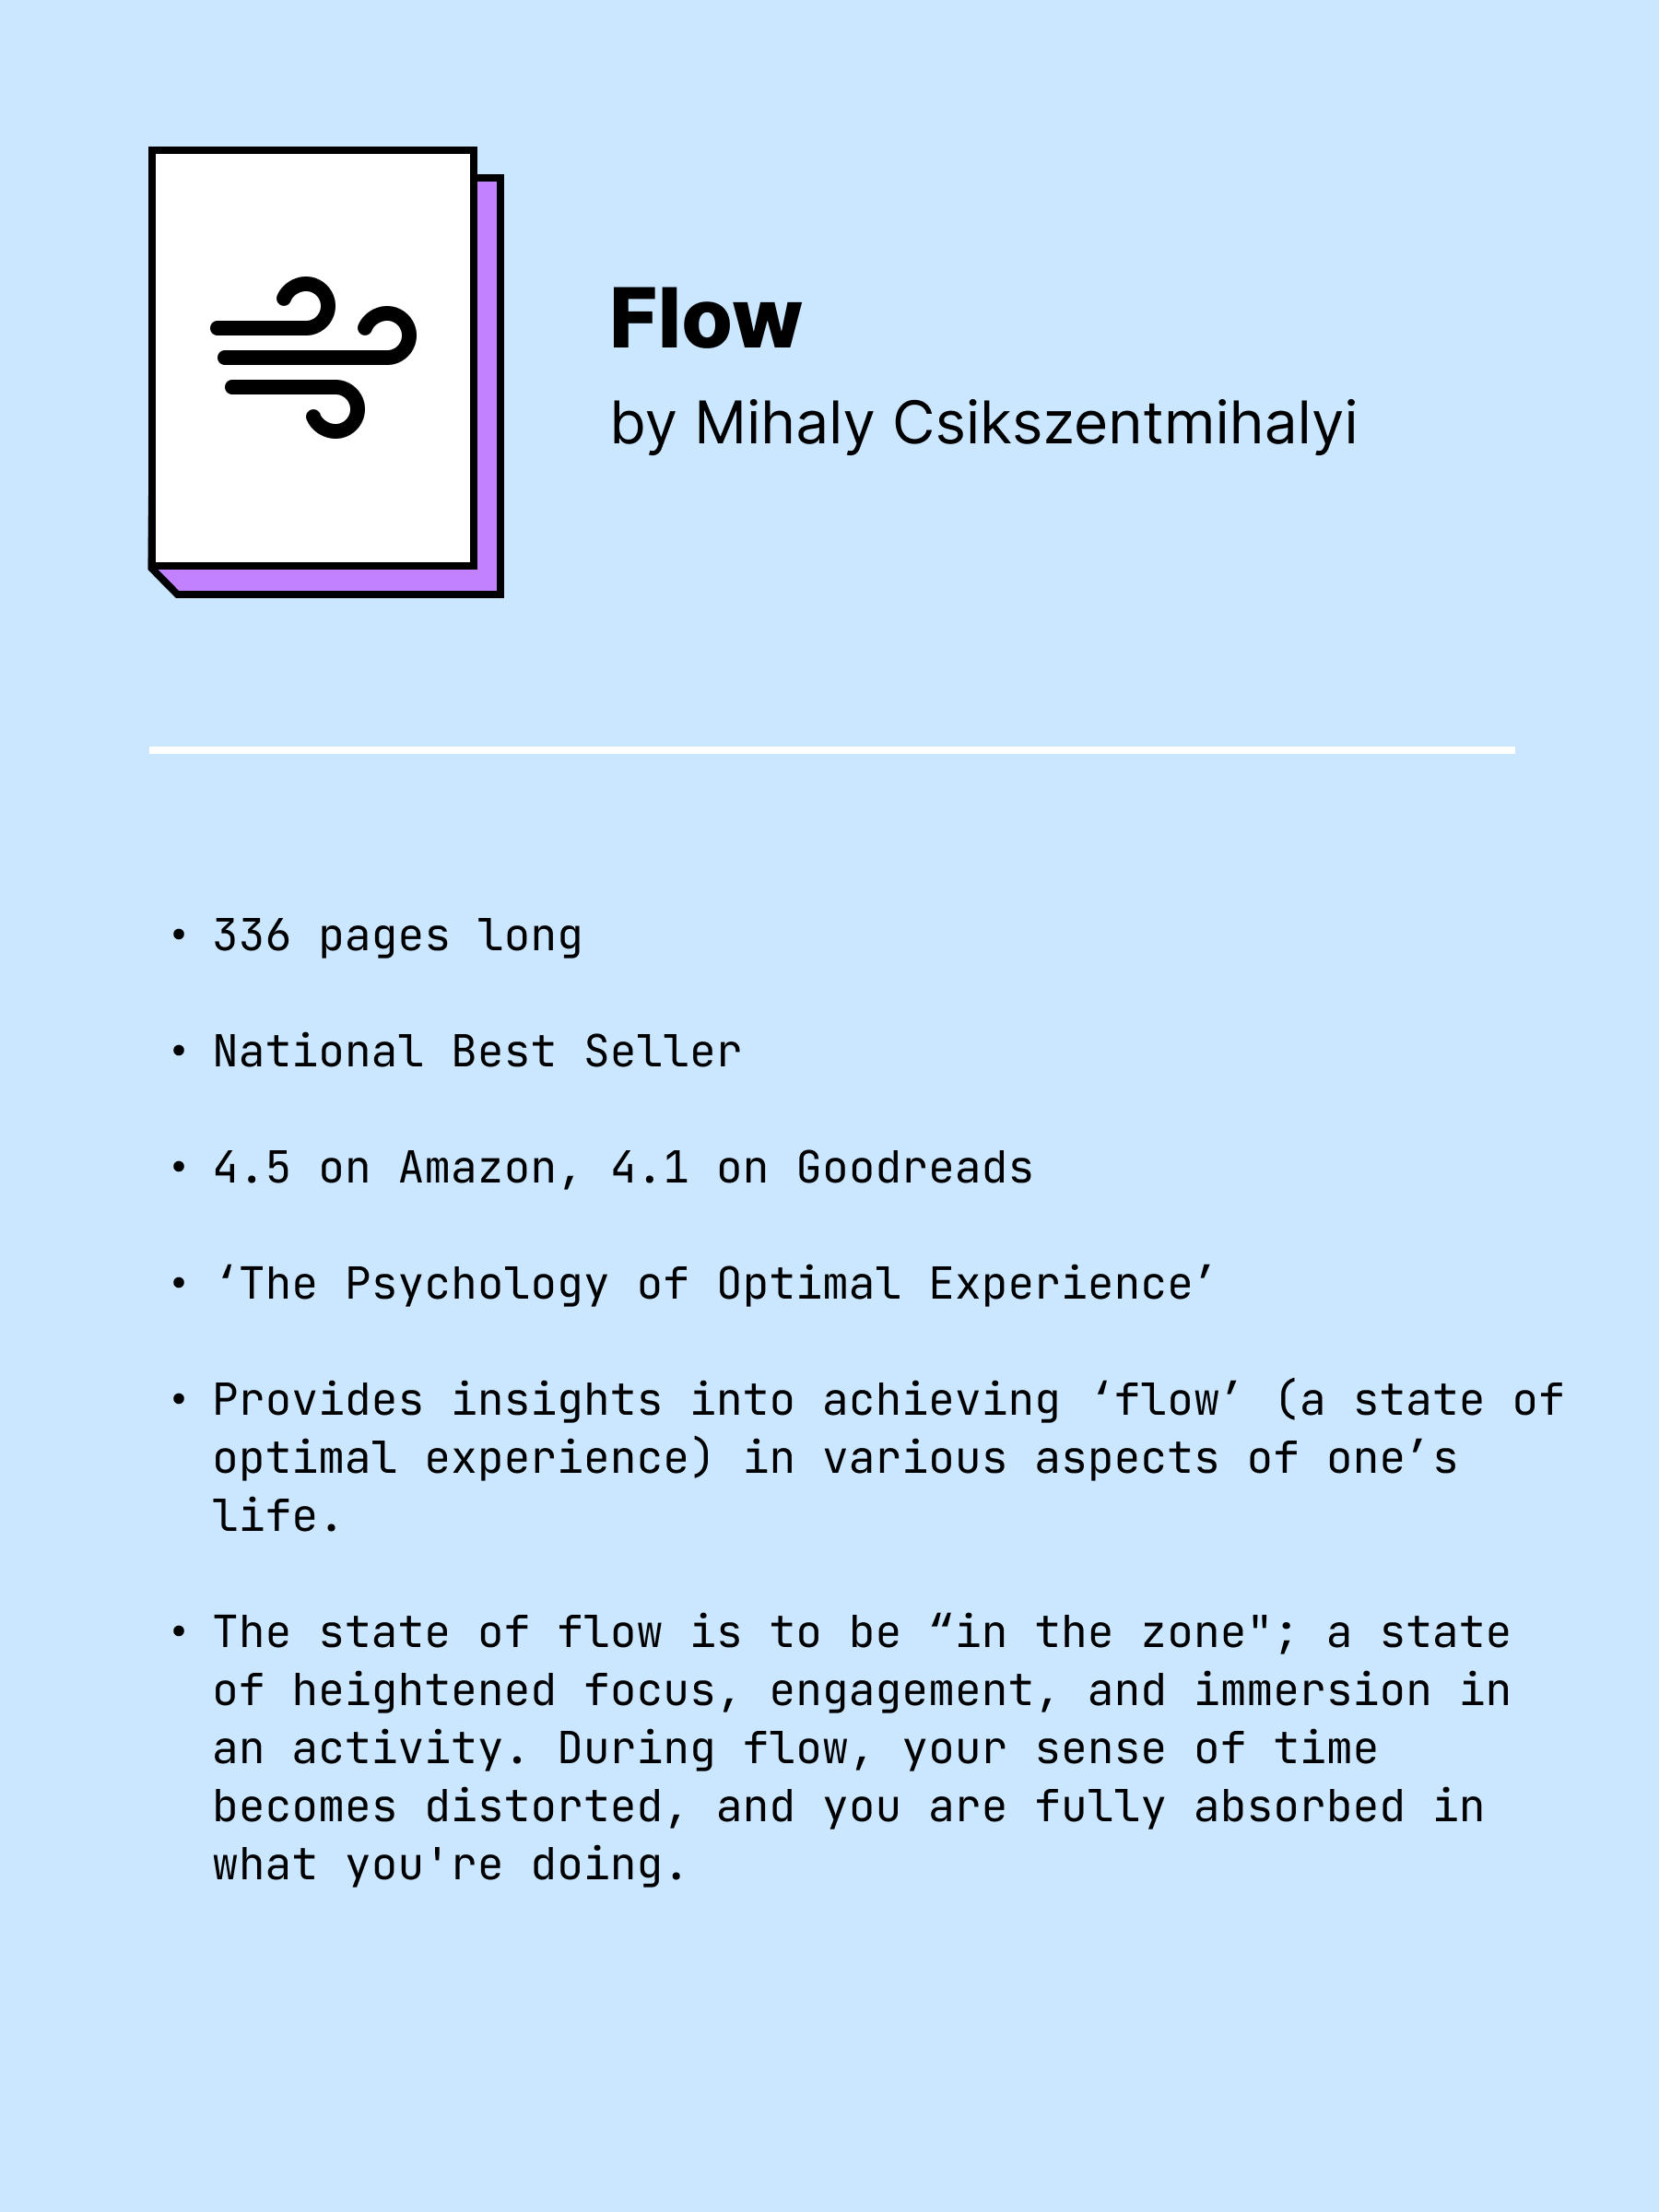 Flow
by Mihaly Csikszentmihalyi
• 336 pages long
• National Best Seller
• 4.5 on Amazon, 4.1 on Goodreads
• ‘The Psychology of Optimal Experience’
• Provides insights into achieving ‘flow’ (a state of
optimal experience) in various aspects of one’s
life.
• The state of flow is to be “in the zone"; a state
of heightened focus, engagement, and immersion in
an activity. During flow, your sense of time
becomes distorted, and you are fully absorbed in
what you're doing.